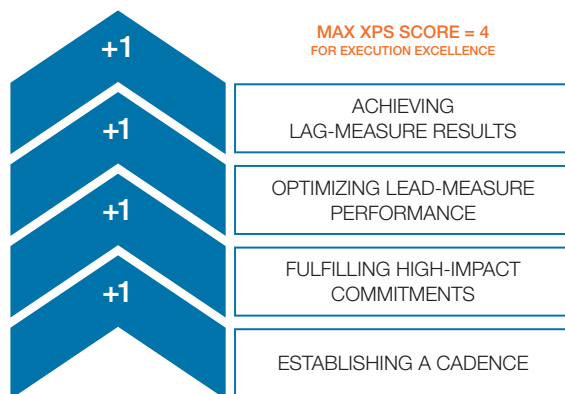 +1
MAX XPS SCORE = 4
FOR EXECUTION EXCELLENCE
+1
ACHIEVING
LAG-MEASURE RESULTS
+1
OPTIMIZING LEAD-MEASURE
PERFORMANCE
+1
FULFILLING HIGH-IMPACT
COMMITMENTS
ESTABLISHING A CADENCE